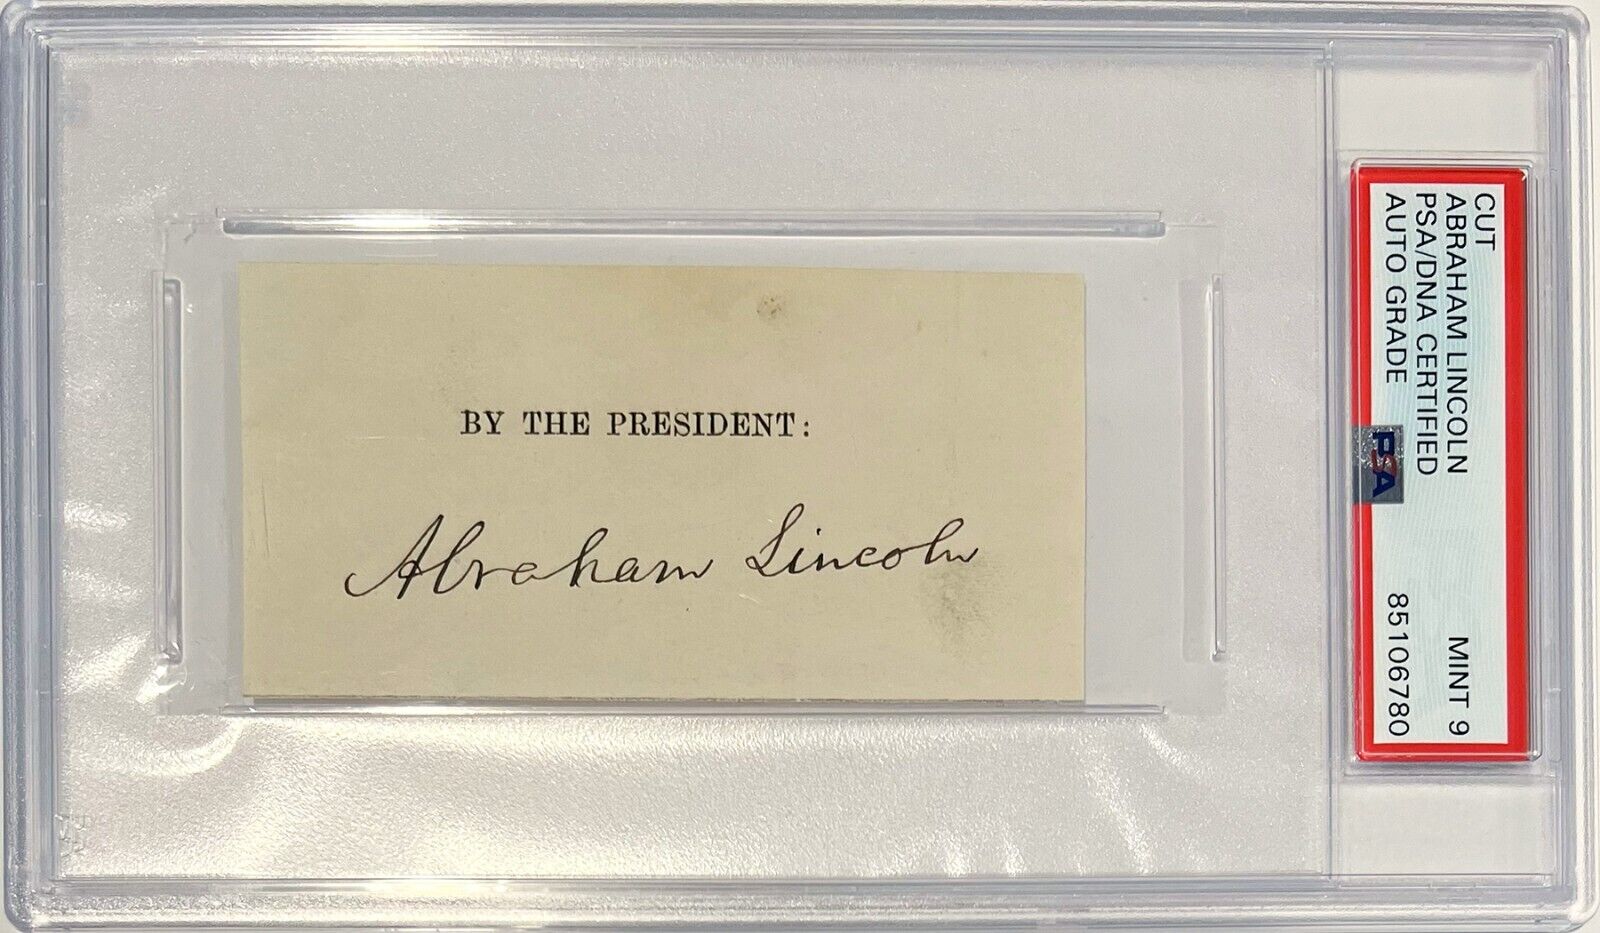 BY THE PRESIDENT:
Abraham Lincoln
CUT
ABRAHAM LINCOLN MINT 9
PSA/DNA CERTIFIED
AUTO GRADE 85106780
PSA